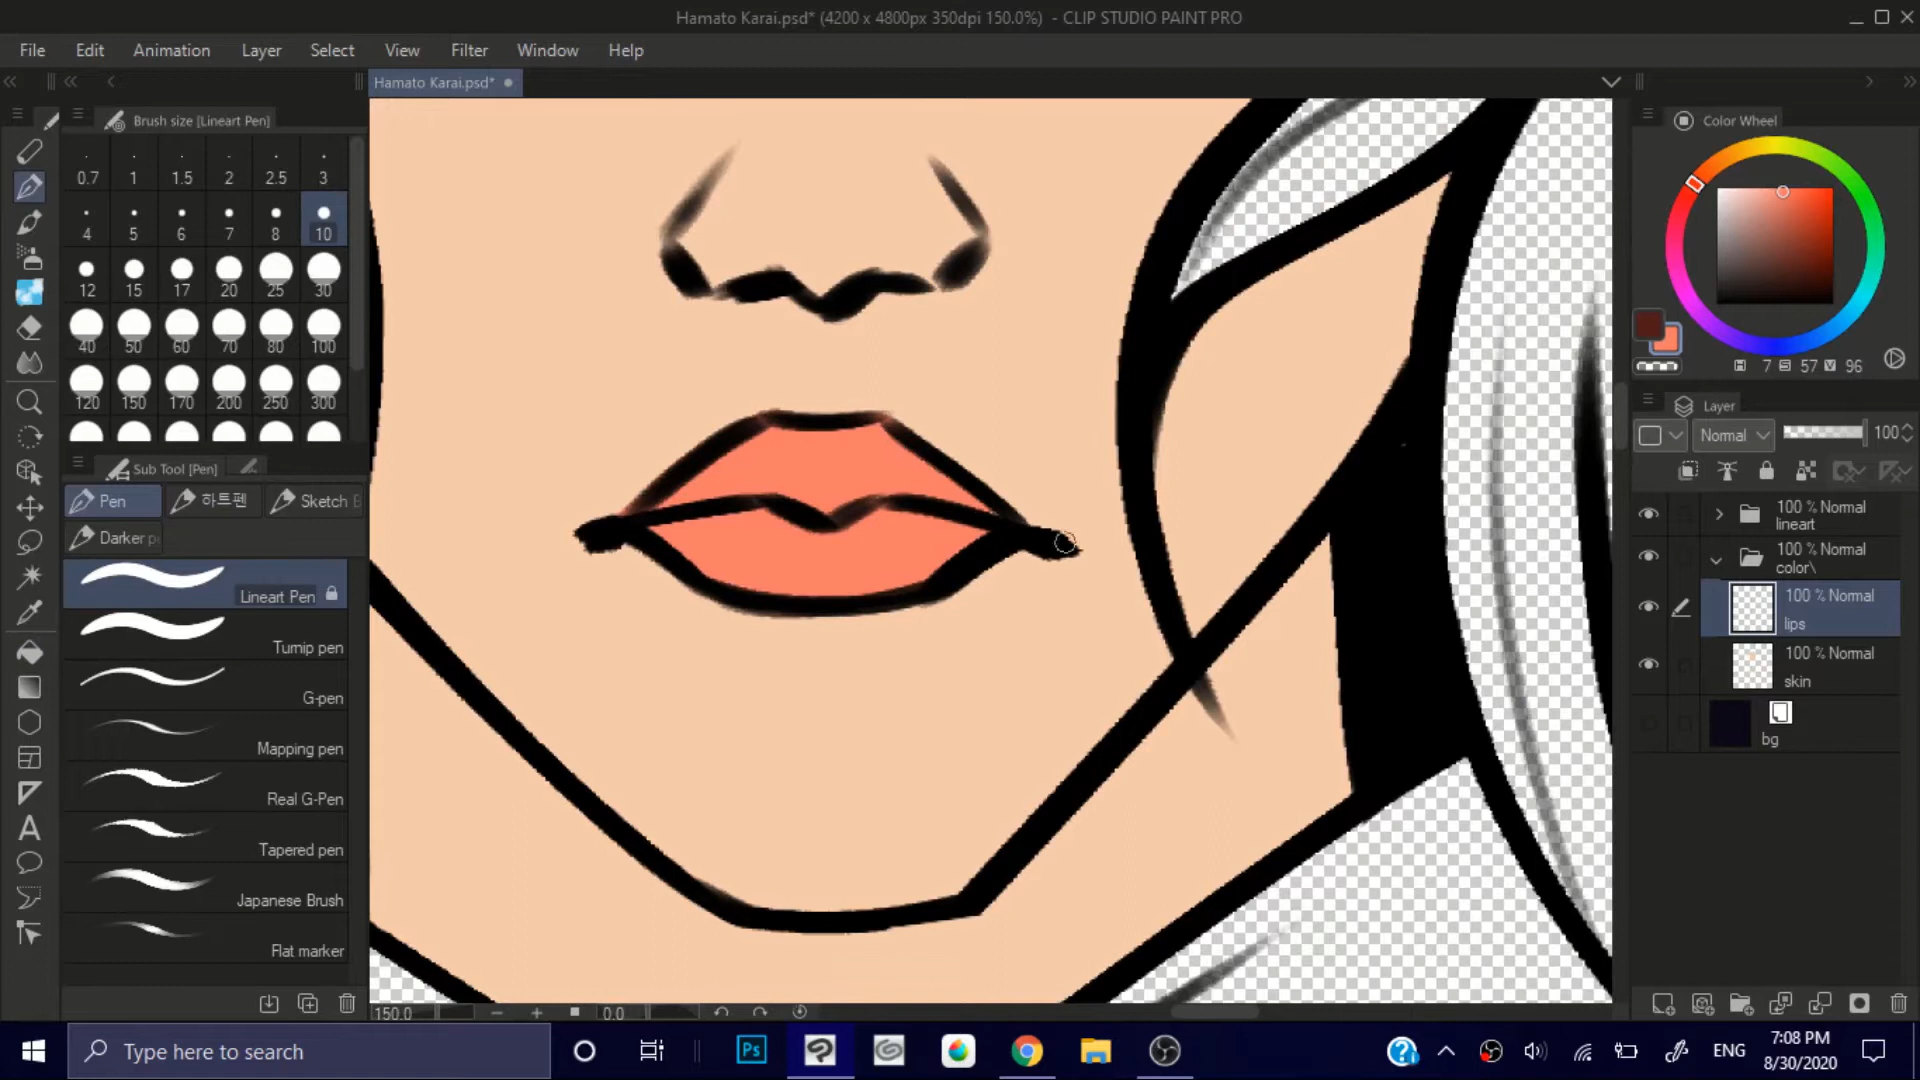 Hamato Karai.psd* (4200 x 4800px 350dpi 150.0%) - CLIP STUDIO PAINT PRO
File Edit Animation Layer Select View Filter Window Help
Hamato Karai.psd*
Brush size [Lineart Pen]
0.7 1 1.5 2 2.5 3
4 5 6 7 8 10
12 15 17 20 25 30
40 50 60 70 80 100
120 150 170 200 250 300
Sub Tool [Pen]
Pen 하트펜 Sketch
Darker
Lineart Pen
Turnip pen
G-pen
Mapping pen
Real G-Pen
Tapered pen
Japanese Brush
Flat marker
150.0 0.0
Color Wheel
H 7 S 57 V 96
Layer
Normal 100
100 % Normal
lineart
100 % Normal
color\
100 % Normal
lips
100 % Normal
skin
bg
Type here to search
Ps
ENG
7:08 PM
8/30/2020